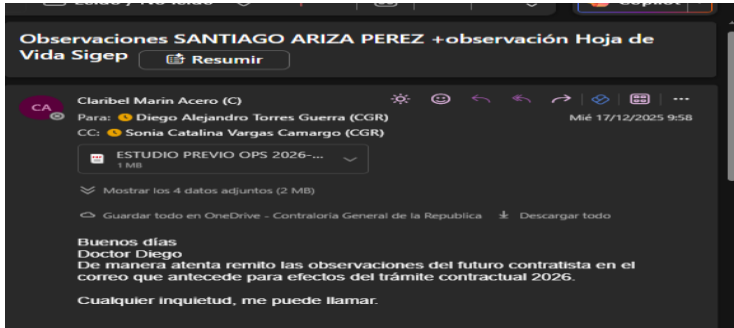 Observaciones SANTIAGO ARIZA PEREZ +observación Hoja de
Vida Sigep Resumir
CA
Claribel Marin Acero (C)
Para: Diego Alejandro Torres Guerra (CGR)
Mié 17/12/2025 9:58
CC: Sonia Catalina Vargas Camargo (CGR)
ESTUDIO PREVIO OPS 2026-...
1 MB
Mostrar los 4 datos adjuntos (2 MB)
Guardar todo en OneDrive - Contraloría General de la Republica Descargar todo
Buenos días
Doctor Diego
De manera atenta remito las observaciones del futuro contratista en el
correo que antecede para efectos del trámite contractual 2026.
Cualquier inquietud, me puede llamar.